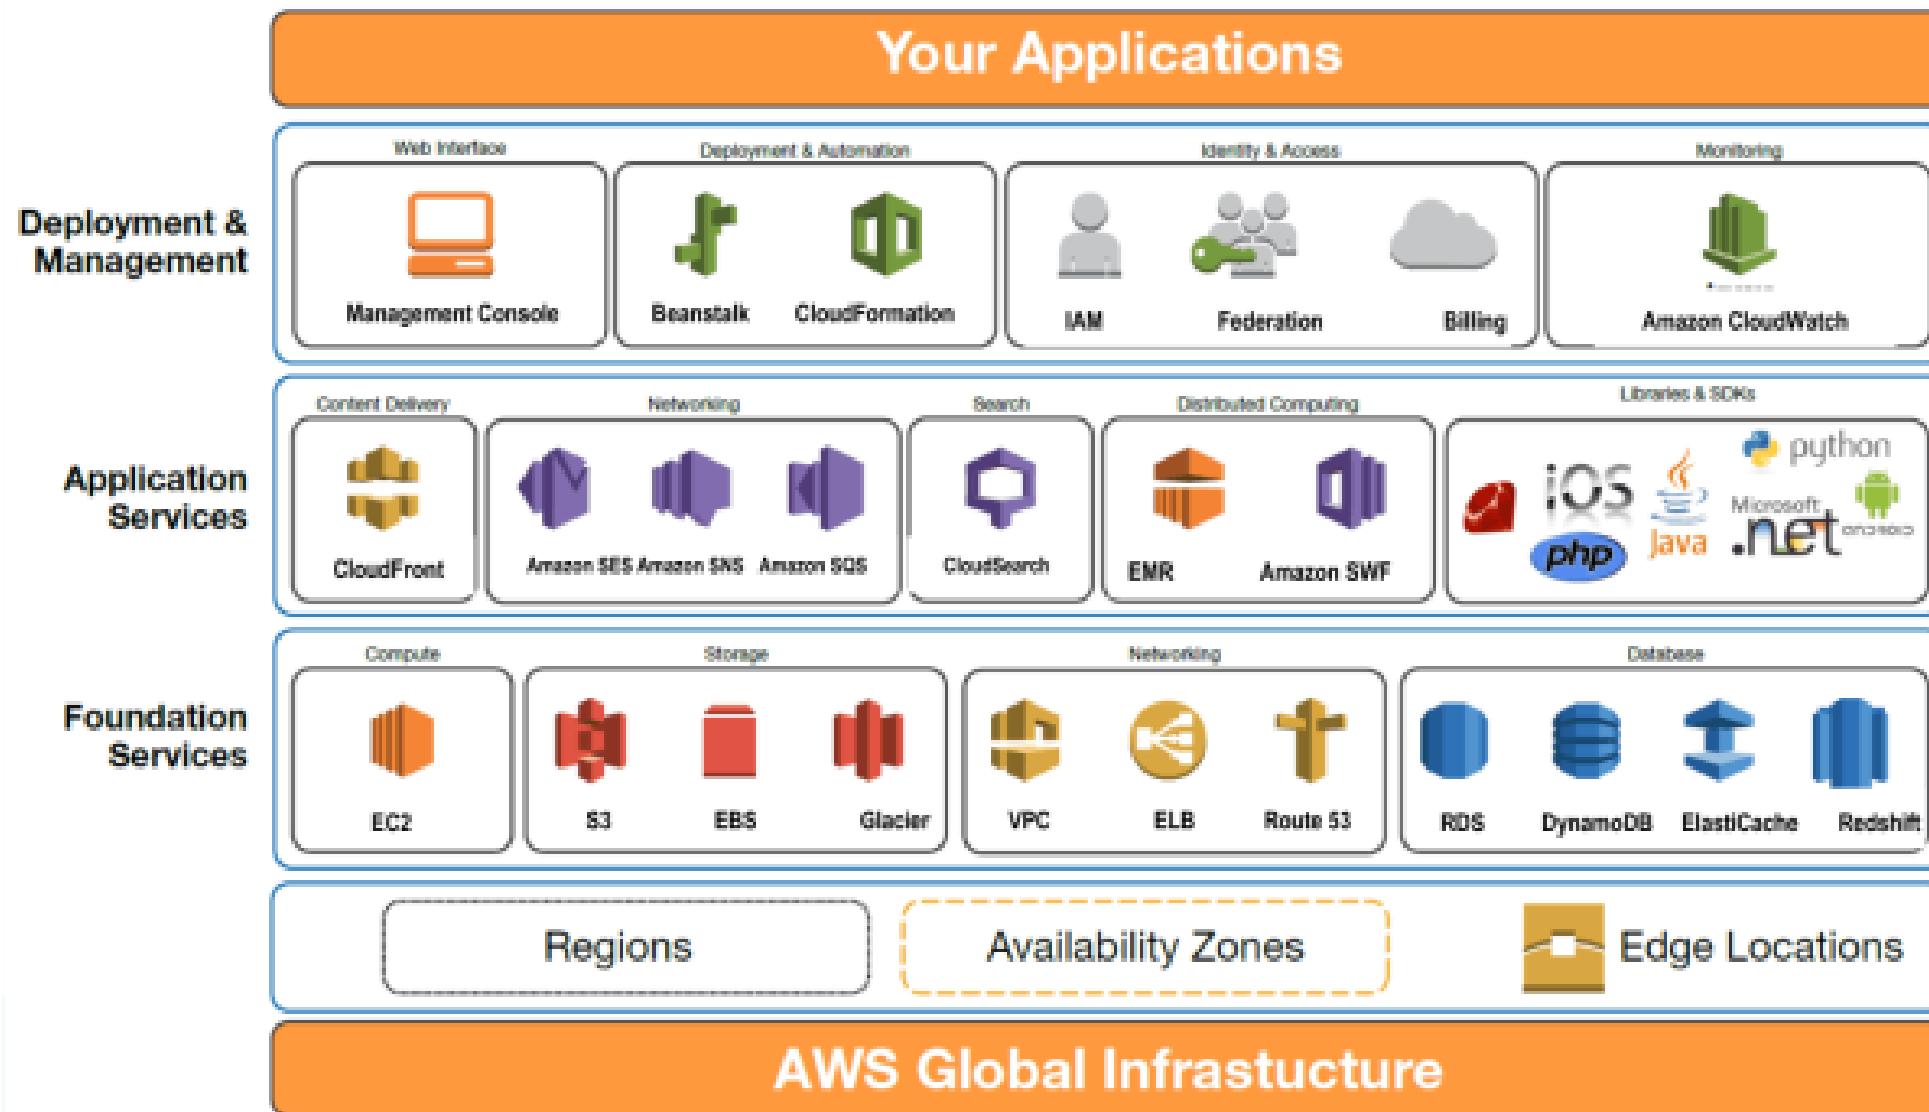 Your Applications
Deployment &
Management
Web Interface
Management Console
Deployment & Automation
Beanstalk CloudFormation
Identity & Access
IAM Federation Billing
Monitoring
Amazon CloudWatch
Application
Services
Content Delivery
CloudFront
Networking
Amazon SES Amazon SNS Amazon SQS
Search
CloudSearch
Distributed Computing
EMR Amazon SWF
Libraries & SDKs
python
iOS
php
Java
Microsoft
.net
android
Foundation
Services
Compute
EC2
Storage
S3 EBS Glacier
Networking
VPC ELB Route 53
Database
RDS DynamoDB ElastiCache Redshift
Regions
Availability Zones
Edge Locations
AWS Global Infrastucture